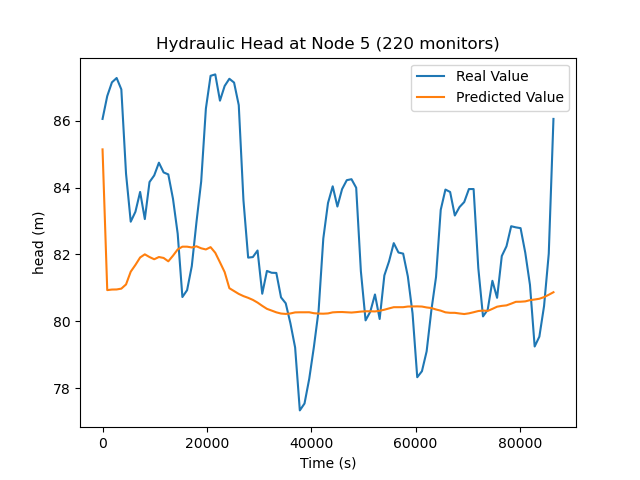 Hydraulic Head at Node 5 (220 monitors)
Real Value
Predicted Value
head (m)
86
84
82
80
78
0 20000 40000 60000 80000
Time (s)